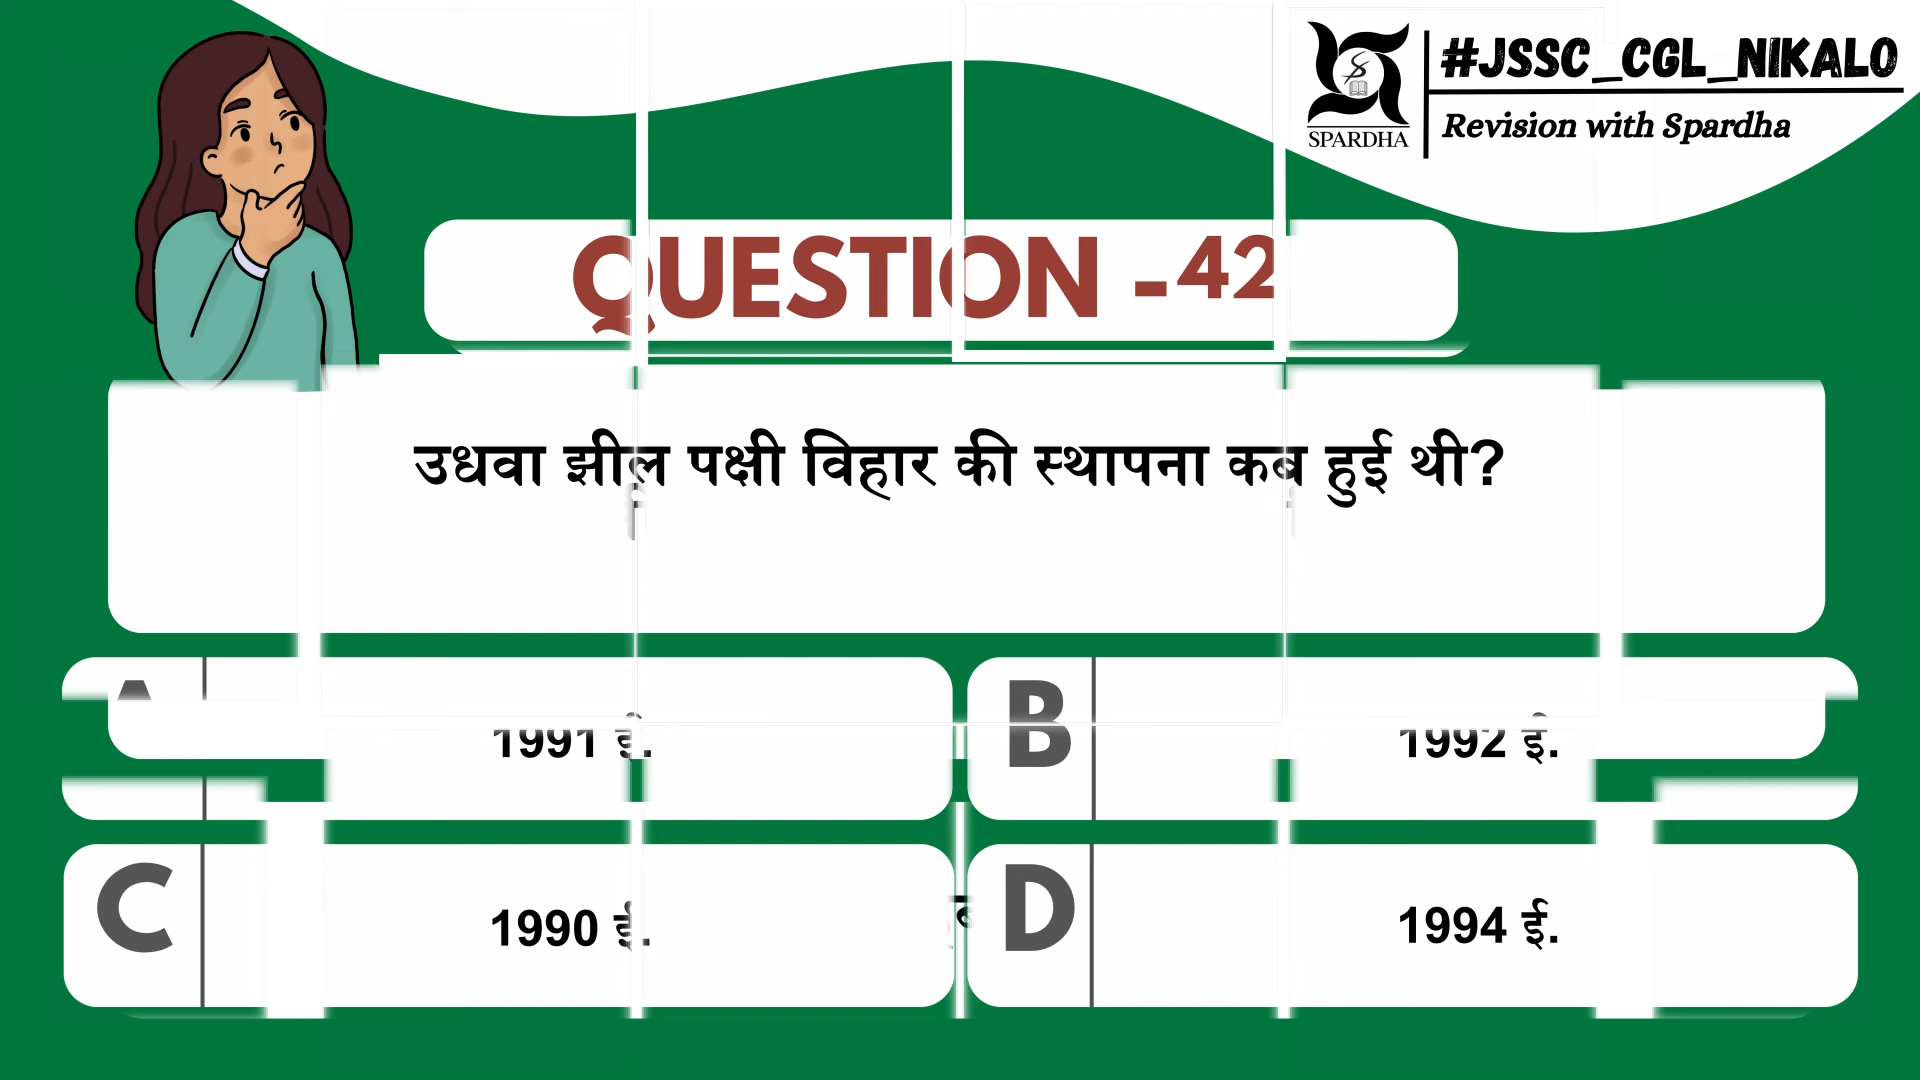 #JSSC_CGL_NIKALO
SPARDHA
Revision with Spardha
QUESTION -42
उधवा झील पक्षी विहार की स्थापना कब हुई थी?
A
1991 ई.
B
1992 ई.
C
1990 ई.
D
1994 ई.